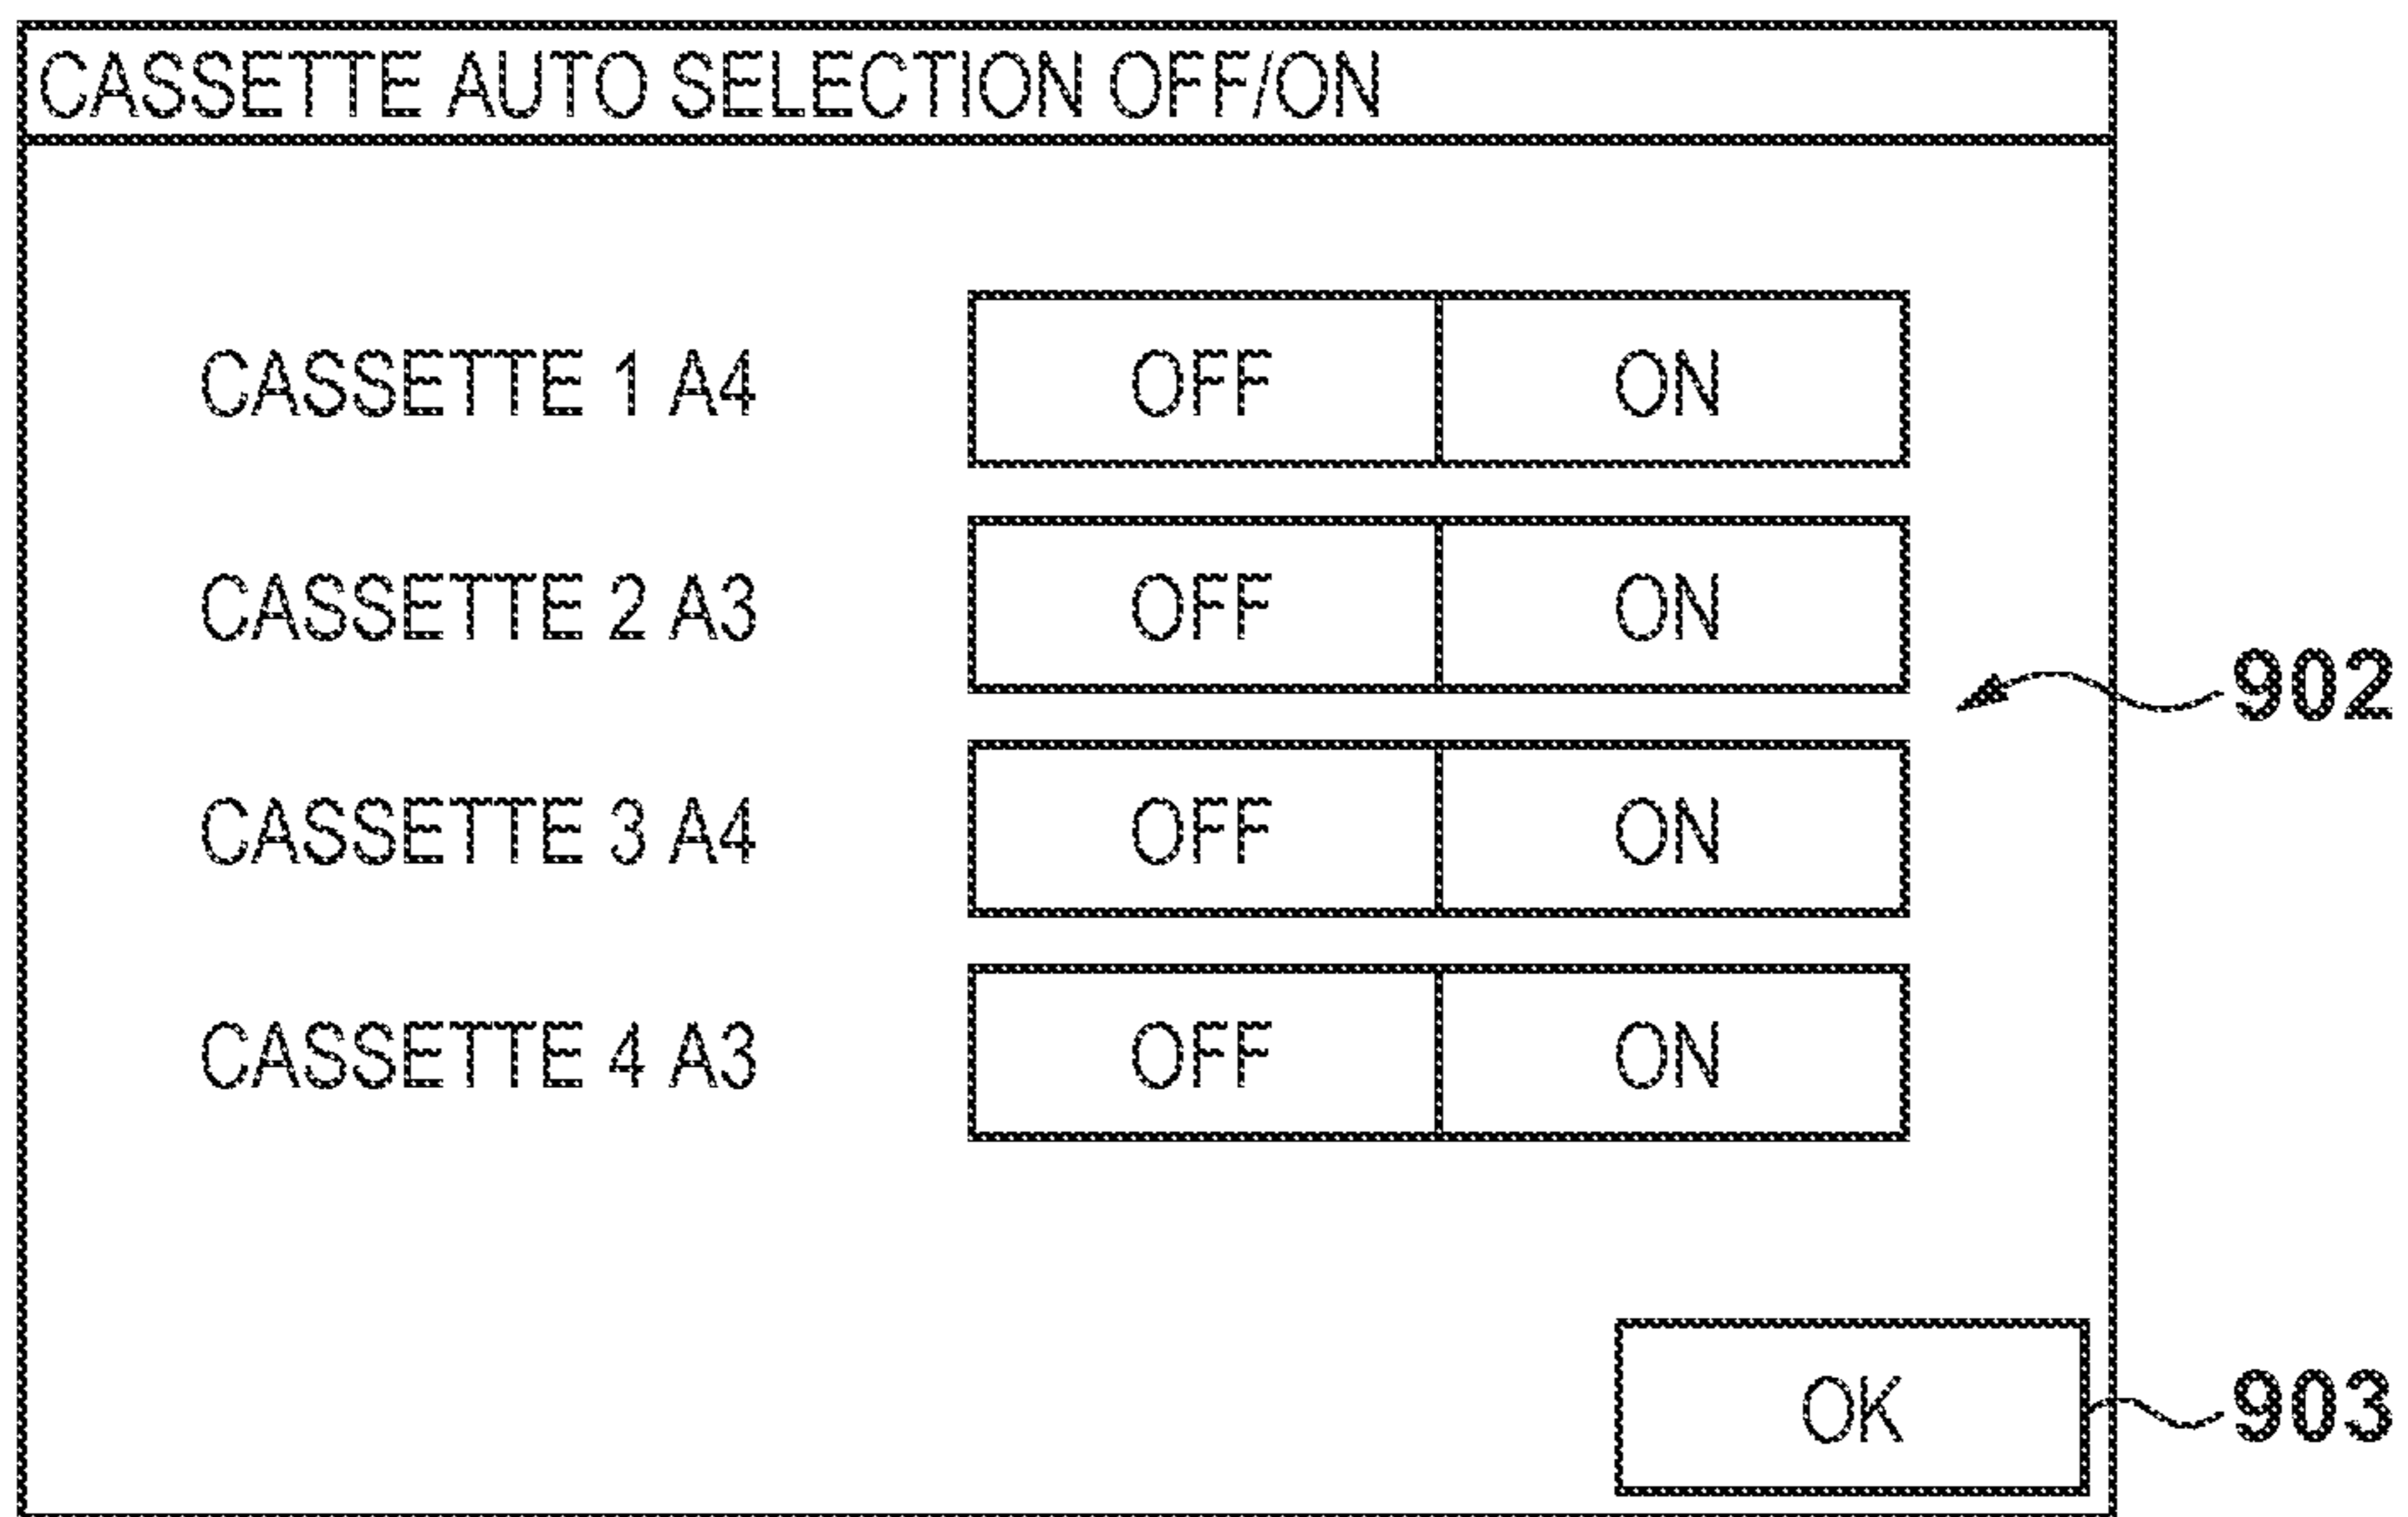 CASSETTE AUTO SELECTION OFF/ON
CASSETTE 1 A4 OFF ON
CASSETTE 2 A3 OFF ON
902
CASSETTE 3 A4 OFF ON
CASSETTE 4 A3 OFF ON
OK 903